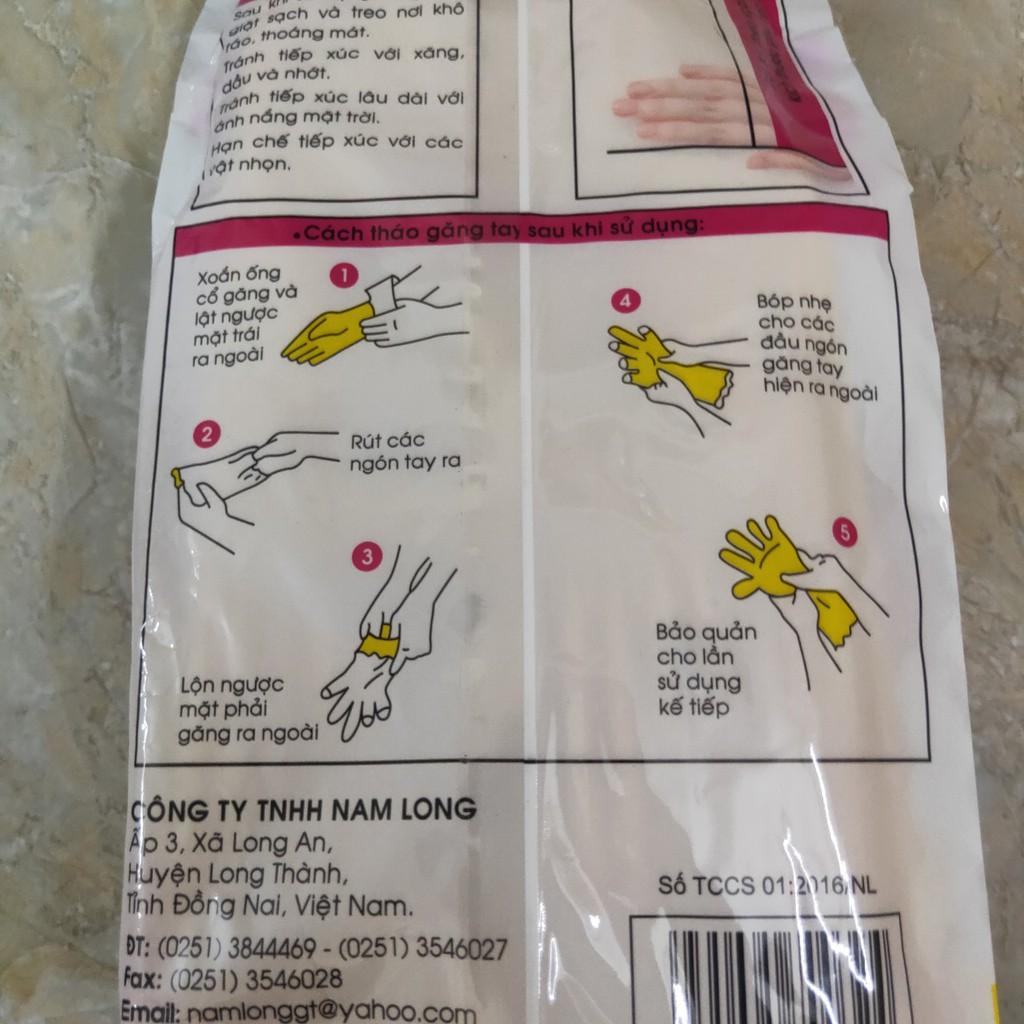 sạch và treo nơi khô
ráo, thoáng mát.
Tránh tiếp xúc với xăng,
dầu và nhớt.
Tránh tiếp xúc lâu dài với
ánh nắng mặt trời.
Hạn chế tiếp xúc với các
vật nhọn.
•Cách tháo găng tay sau khi sử dụng:
1
Xoắn ống
cổ găng và
lật ngược
mặt trái
ra ngoài
2
Rút các
ngón tay ra
3
Lộn ngược
mặt phải
găng ra ngoài
4
Bóp nhẹ
cho các
đầu ngón
găng tay
hiện ra ngoài
5
Bảo quản
cho lần
sử dụng
kế tiếp
CÔNG TY TNHH NAM LONG
Ấp 3, Xã Long An,
Huyện Long Thành,
Tỉnh Đồng Nai, Việt Nam.
ĐT: (0251) 3844469 - (0251) 3546027
Fax: (0251) 3546028
Email: namlonggt@yahoo.com
Số TCCS 01:2016/NL